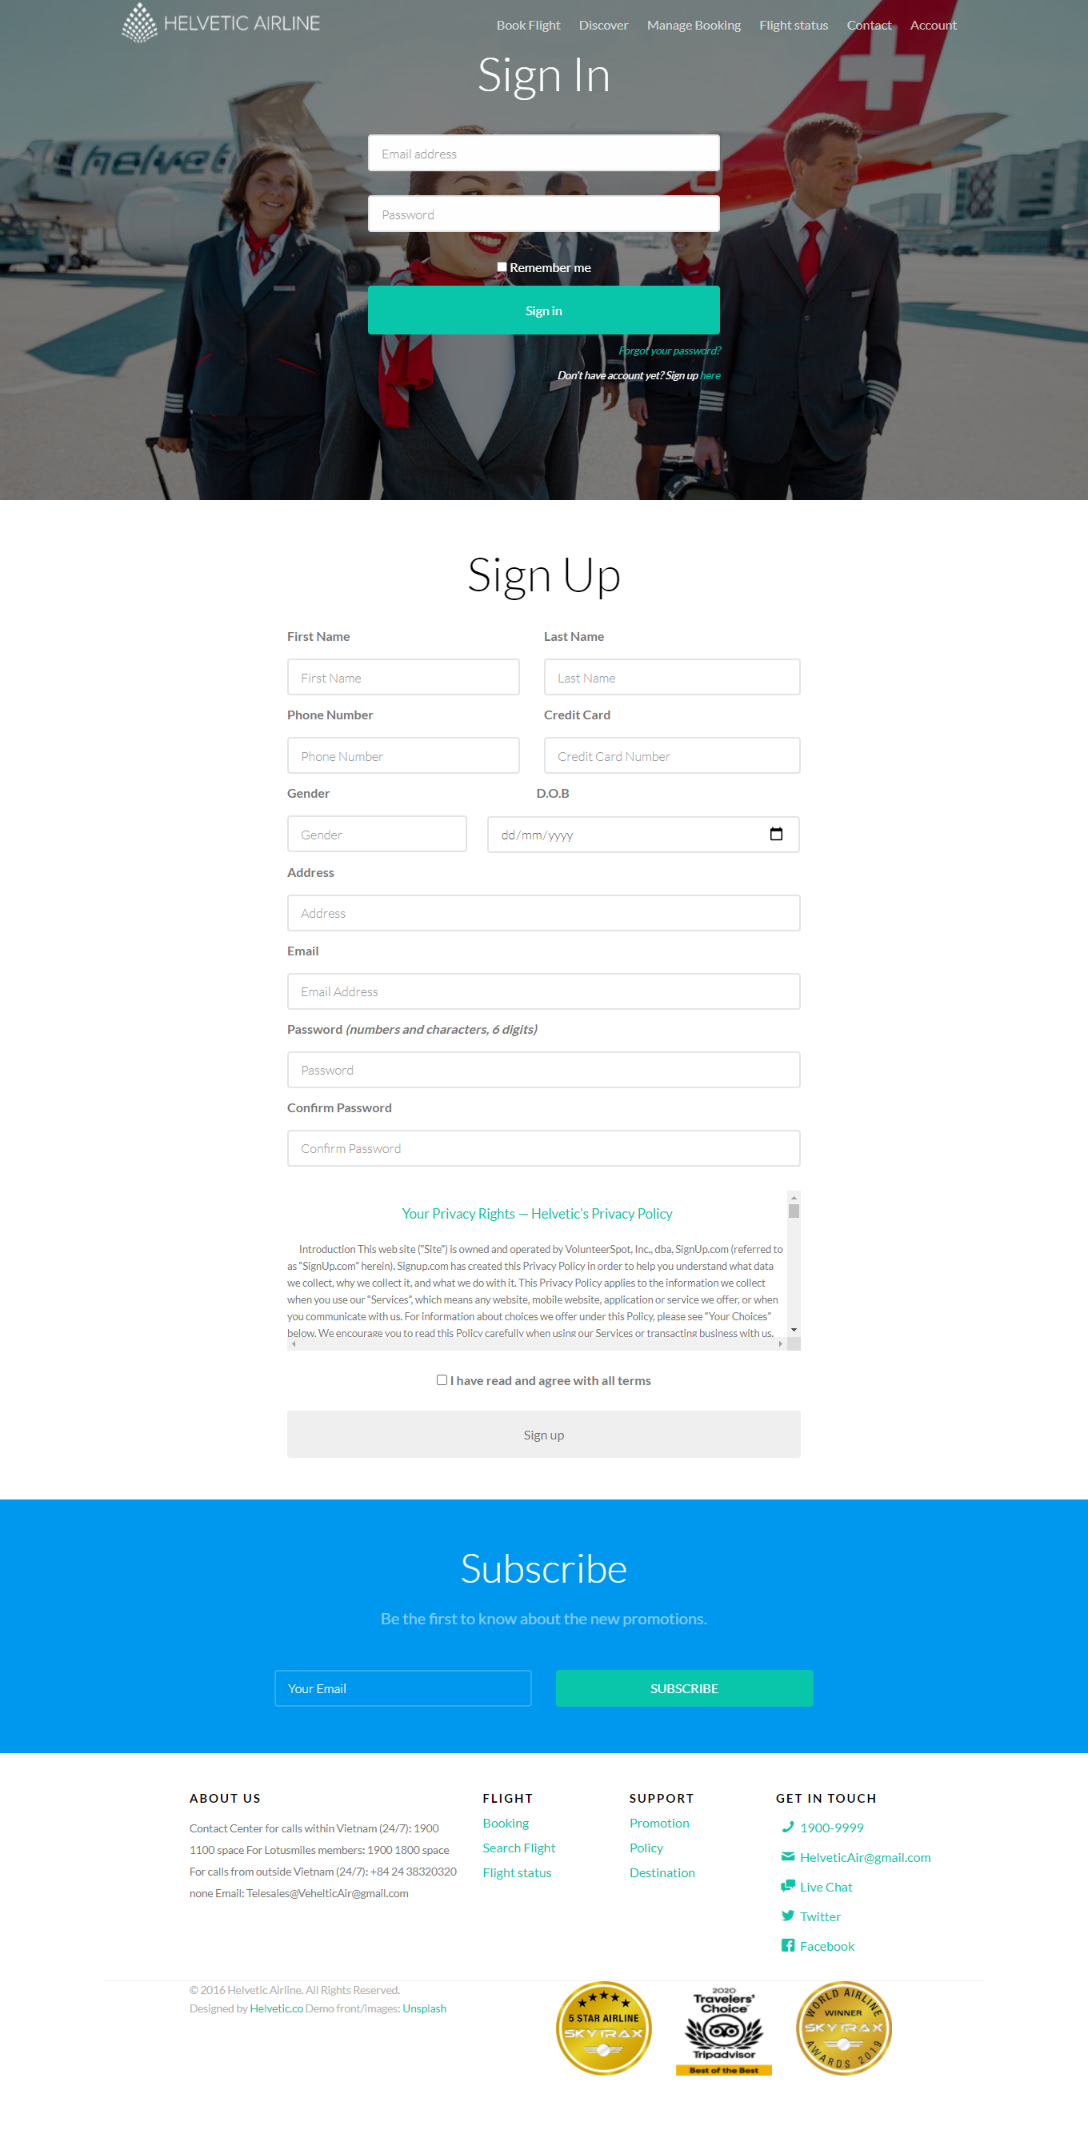 HELVETIC AIRLINE
Book Flight
Discover
Manage Booking
Flight status
Contact
Account
Sign In
helvet
Email address
Password
Remember me
Sign in
Forgot your password?
Don't have account yet? Sign up here
Sign Up
First Name
Last Name
First Name
Last Name
Phone Number
Credit Card
Phone Number
Credit Card Number
Gender
D.O.B
Gender
dd/mm/yyyy
Address
Address
Email
Email Address
Password (numbers and characters, 6 digits)
Password
Confirm Password
Confirm Password
Your Privacy Rights — Helvetic's Privacy Policy
Introduction This web site ("Site") is owned and operated by VolunteerSpot, Inc., dba, SignUp.com (referred to
as "SignUp.com" herein). Signup.com has created this Privacy Policy in order to help you understand what data
we collect, why we collect it, and what we do with it. This Privacy Policy applies to the information we collect
when you use our "Services", which means any website, mobile website, application or service we offer, or when
you communicate with us. For information about choices we offer under this Policy, please see "Your Choices"
below. We encourage you to read this Policy carefully when using our Services or transacting business with us.
I have read and agree with all terms
Sign up
Subscribe
Be the first to know about the new promotions.
Your Email
SUBSCRIBE
ABOUT US
Contact Center for calls within Vietnam (24/7): 1900
1100 space For Lotusmiles members: 1900 1800 space
For calls from outside Vietnam (24/7): +84 24 38320320
none Email: Telesales@VehelticAir@gmail.com
FLIGHT
Booking
Search Flight
Flight status
SUPPORT
Promotion
Policy
Destination
GET IN TOUCH
1900-9999
HelveticAir@gmail.com
Live Chat
Twitter
Facebook
© 2016 Helvetic Airline. All Rights Reserved.
Designed by Helvetic.co Demo front/images: Unsplash
5 STAR AIRLINE
SKYTRAX
2020
Travelers'
Choice
Tripadvisor
Best of the Best
WORLD AIRLINE
WINNER
SKYTRAX
AWARDS 2019